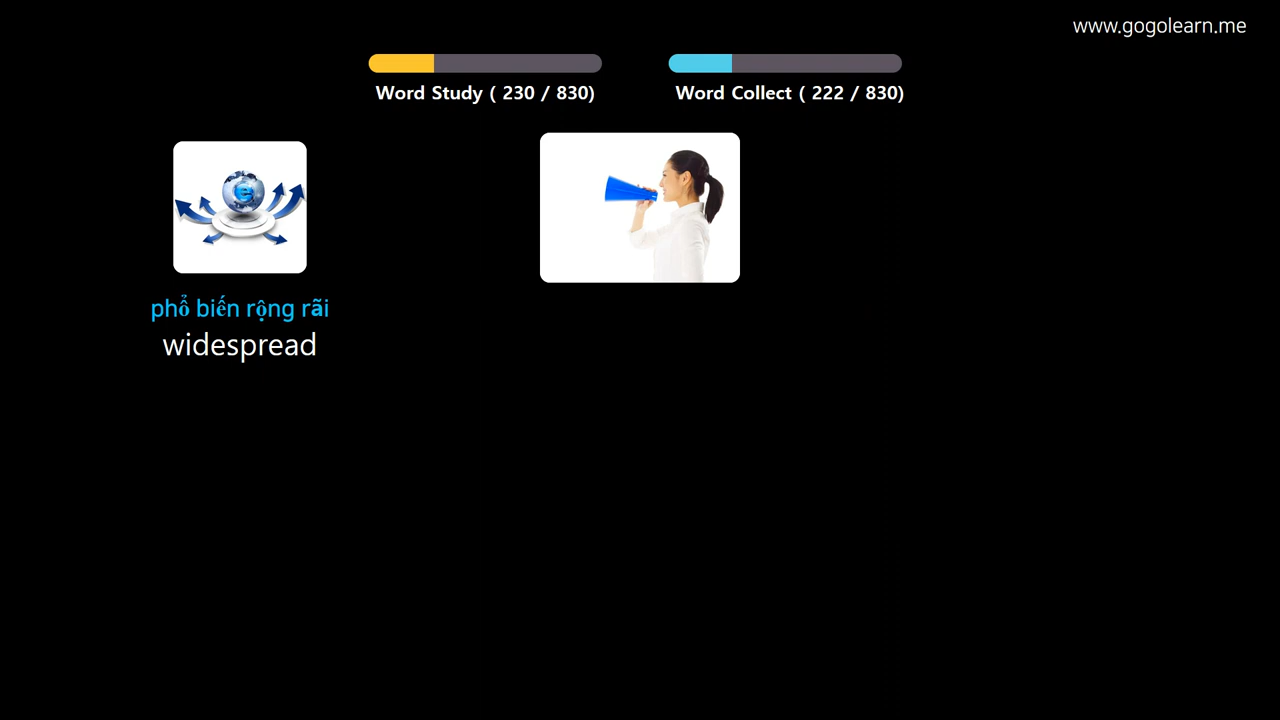 www.gogolearn.me
Word Study ( 230 / 830)
Word Collect ( 222 / 830)
phổ biến rộng rãi
widespread